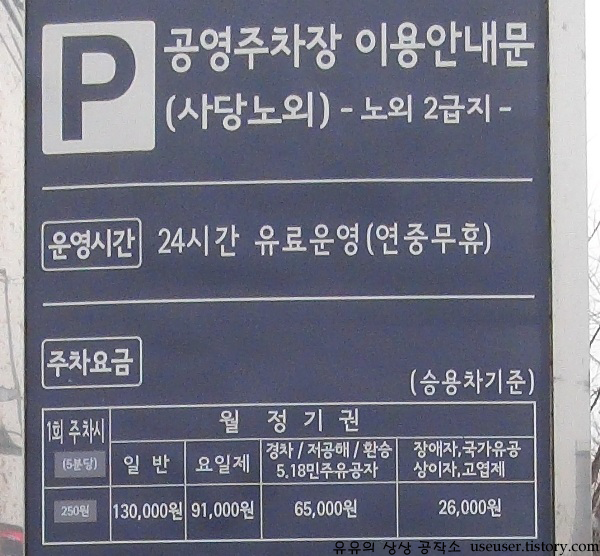 P 공영주차장 이용안내문
(사당노외) - 노외 2급지 -
운영시간 24시간 유료운영(연중무휴)
주차요금
(승용차기준)
1회 주차시 월 정 기 권
(5분당) 일 반 요일제 경차 / 저공해 / 환승 장애자,국가유공
5.18민주유공자 상이자,고엽제
250원 130,000원 91,000원 65,000원 26,000원
유유의 상상 공작소 useuser.tistory.com